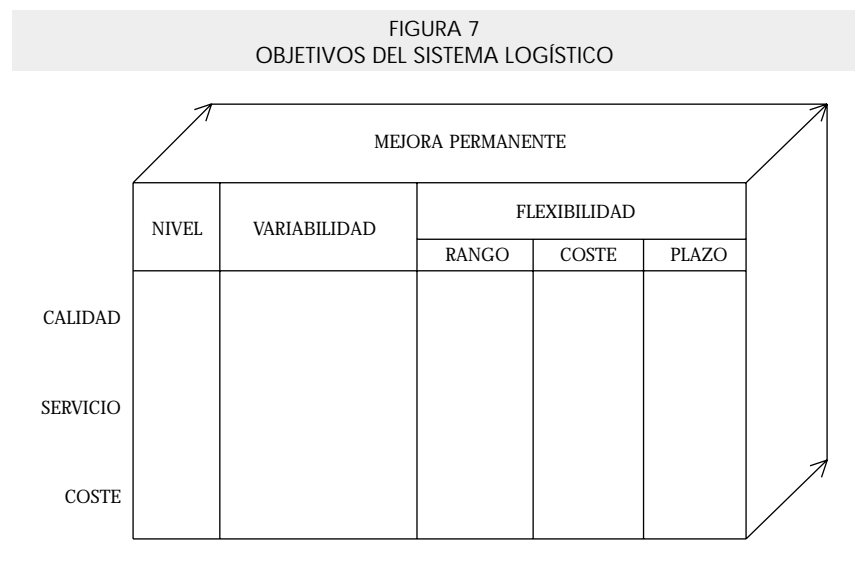 FIGURA 7
OBJETIVOS DEL SISTEMA LOGÍSTICO
MEJORA PERMANENTE
NIVEL
VARIABILIDAD
FLEXIBILIDAD
RANGO
COSTE
PLAZO
CALIDAD
SERVICIO
COSTE